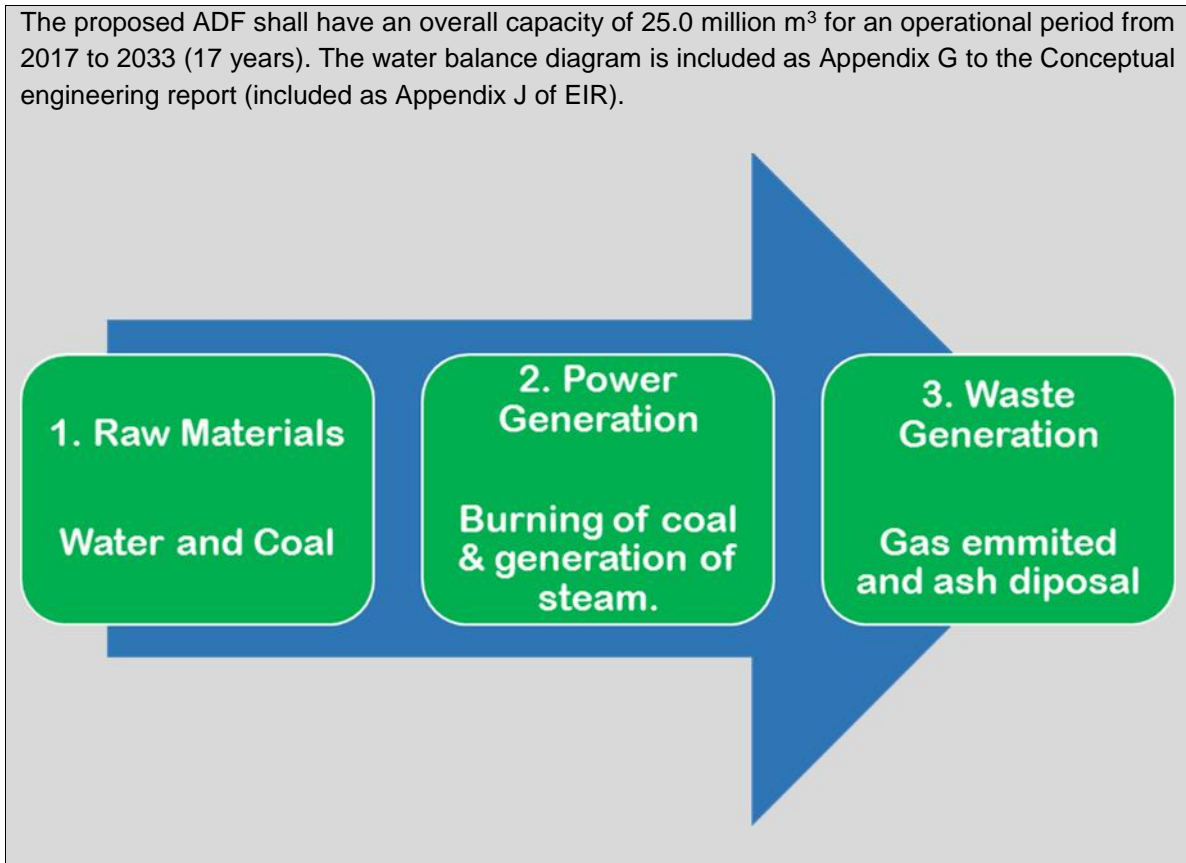 The proposed ADF shall have an overall capacity of 25.0 million m³ for an operational period from
2017 to 2033 (17 years). The water balance diagram is included as Appendix G to the Conceptual
engineering report (included as Appendix J of EIR).
1. Raw Materials
Water and Coal
2. Power
Generation
Burning of coal
& generation of
steam.
3. Waste
Generation
Gas emmited
and ash diposal